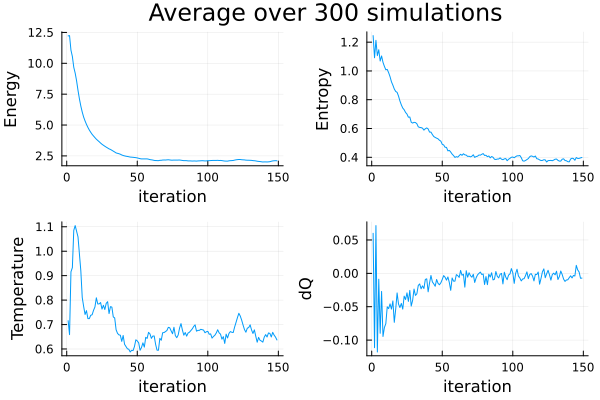 Average over 300 simulations
Energy
12.5
10.0
7.5
5.0
2.5
0 50 100 150
iteration
Entropy
1.2
1.0
0.8
0.6
0.4
0 50 100 150
iteration
Temperature
1.1
1.0
0.9
0.8
0.7
0.6
0 50 100 150
iteration
dQ
0.05
0.00
−0.05
−0.10
0 50 100 150
iteration